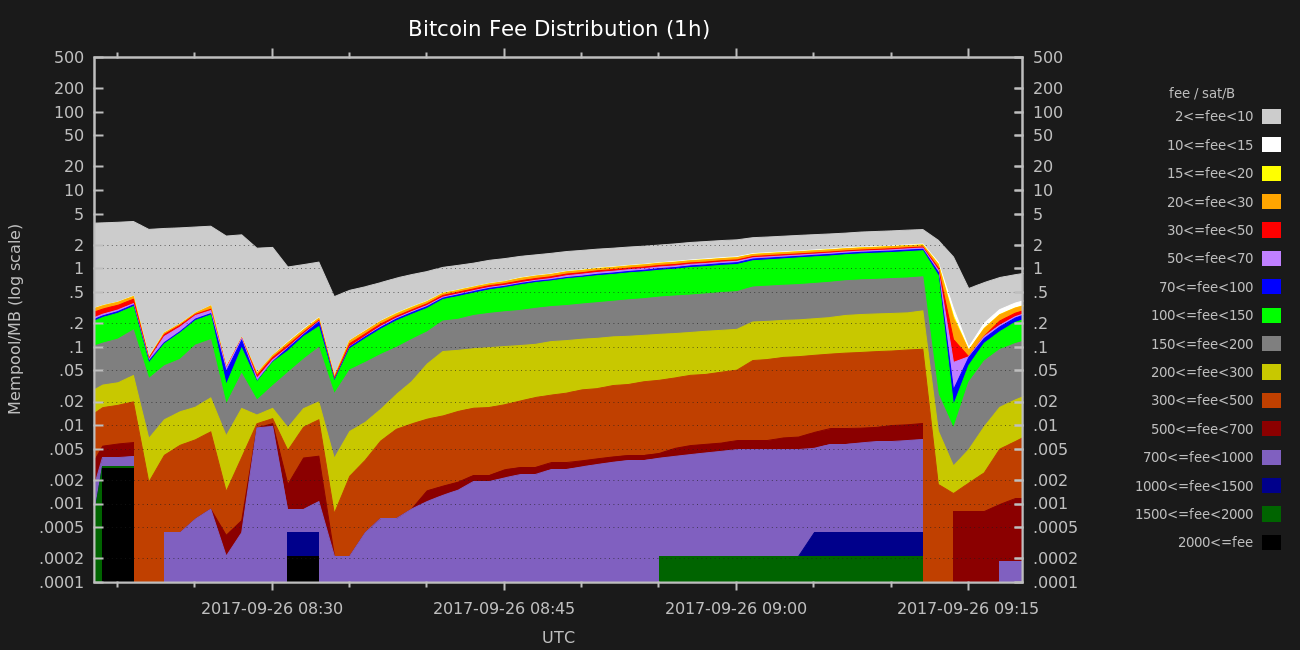 Bitcoin Fee Distribution (1h)
500
200
100
50
20
10
5
2
1
.5
.2
.1
.05
.02
.01
.005
.002
.001
.0005
.0002
.0001
Mempool/MB (log scale)
500
200
100
50
20
10
5
2
1
.5
.2
.1
.05
.02
.01
.005
.002
.001
.0005
.0002
.0001
2017-09-26 08:30
2017-09-26 08:45
2017-09-26 09:00
2017-09-26 09:15
UTC
fee / sat/B
2<=fee<10
10<=fee<15
15<=fee<20
20<=fee<30
30<=fee<50
50<=fee<70
70<=fee<100
100<=fee<150
150<=fee<200
200<=fee<300
300<=fee<500
500<=fee<700
700<=fee<1000
1000<=fee<1500
1500<=fee<2000
2000<=fee